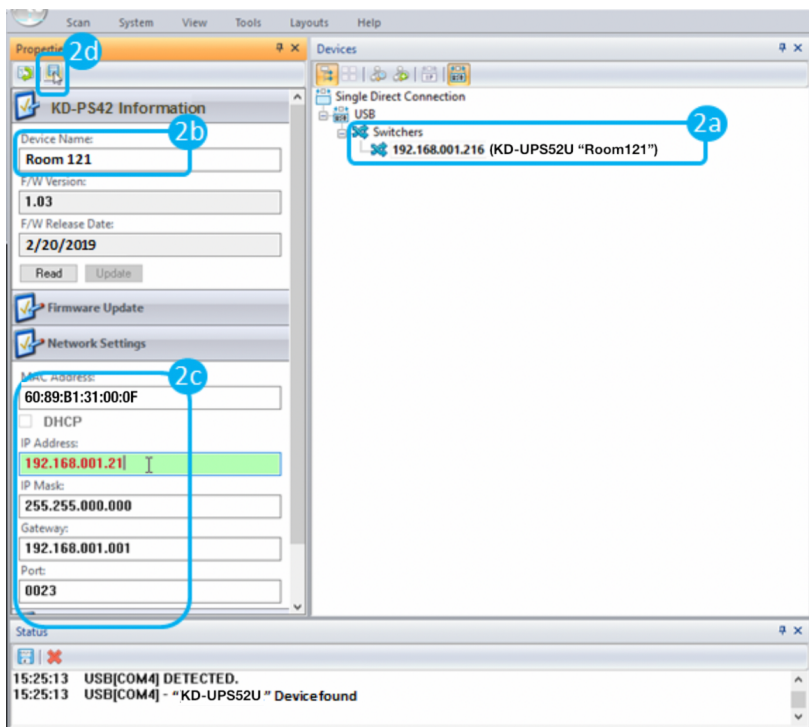 Scan System View Tools Layouts Help
Properties
2d
KD-PS42 Information
2b
Device Name:
Room 121
F/W Version:
1.03
F/W Release Date:
2/20/2019
Read Update
Firmware Update
Network Settings
2c
MAC Address:
60:89:B1:31:00:0F
DHCP
IP Address:
192.168.001.21
IP Mask:
255.255.000.000
Gateway:
192.168.001.001
Port:
0023
Devices
Single Direct Connection
USB
2a
Switchers
192.168.001.216 (KD-UPS52U “Room121”)
Status
15:25:13 USB[COM4] DETECTED.
15:25:13 USB[COM4] - “KD-UPS52U ” Devicefound